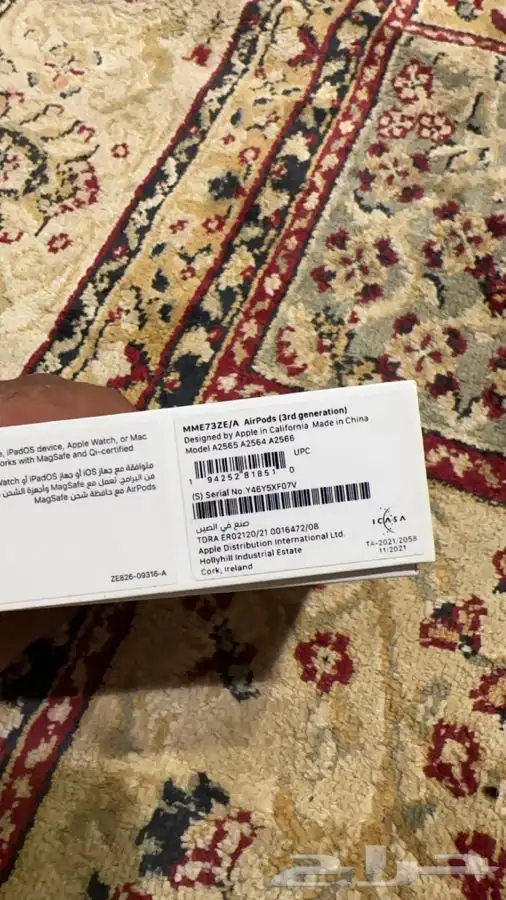 e, iPadOS device, Apple Watch, or Mac
orks with MagSafe and Qi-certified
متوافقة مع جهاز iOS أو جهاز iPadOS أو Watch
من البرامج. تعمل مع MagSafe وأجهزة الشحن
AirPods مع حافظة شحن MagSafe
ZE826-09316-A
MME73ZE/A AirPods (3rd generation)
Designed by Apple in California Made in China
Model A2565 A2564 A2566
UPC
1 94252 81851 0
(S) Serial No.Y46Y5XF07V
صنع في الصين
TDRA ER02120/21 0016472/08
Apple Distribution International Ltd.
Hollyhill Industrial Estate
Cork, Ireland
ICASA
TA-2021/2058
11/2021
حراج